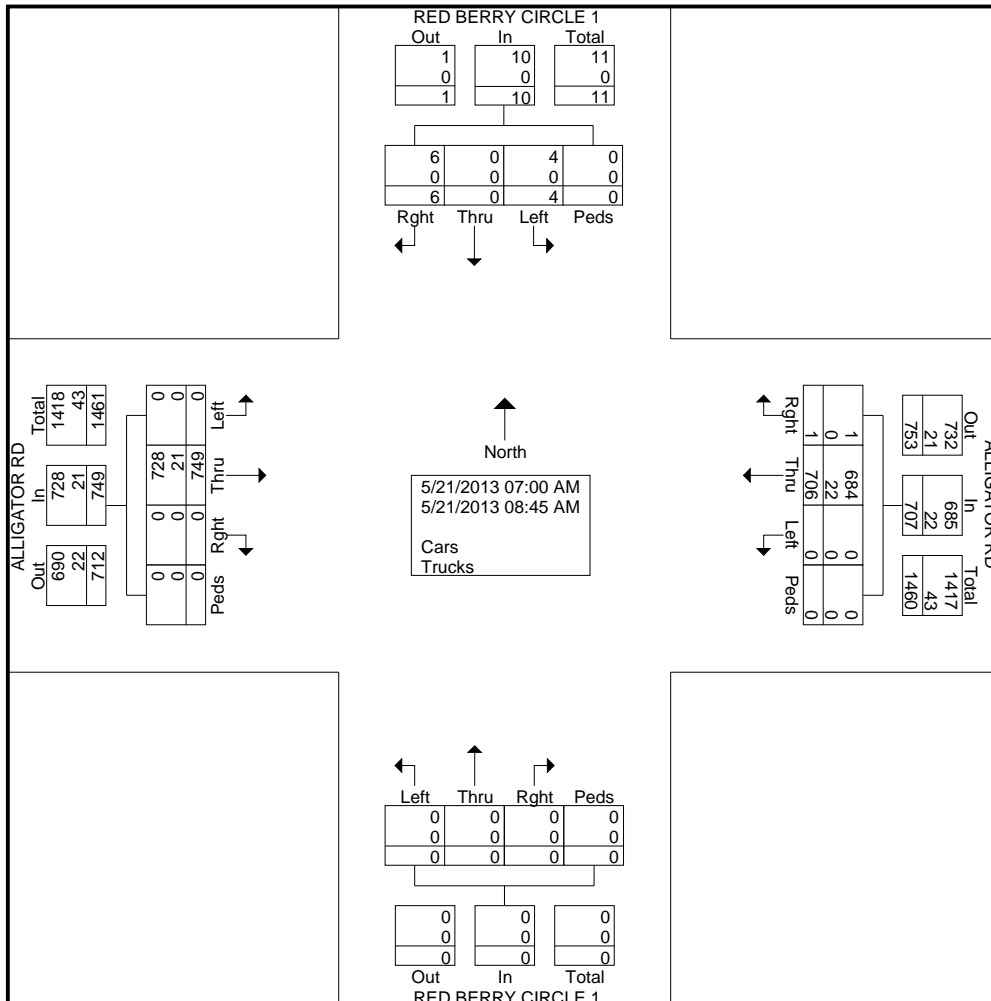 RED BERRY CIRCLE 1
Out In Total
1 10 11
0 0 0
1 10 11
6 0 4 0
0 0 0 0
6 0 4 0
Rght Thru Left Peds
ALLIGATOR RD
Out In Total
690 728 1418
22 21 43
712 749 1461
0 0 728 0
0 0 21 0
0 0 749 0
Peds Rght Thru Left
North
5/21/2013 07:00 AM
5/21/2013 08:45 AM
Cars
Trucks
ALLIGATOR RD
Out In Total
732 685 1417
21 22 43
753 707 1460
1 684 0 0
0 22 0 0
1 706 0 0
Rght Thru Left Peds
Left Thru Rght Peds
0 0 0 0
0 0 0 0
0 0 0 0
0 0 0
0 0 0
0 0 0
Out In Total
RED BERRY CIRCLE 1